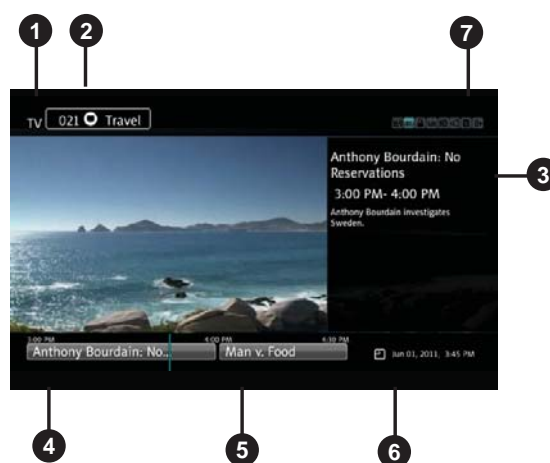 1
2
7
TV
021 Travel
Anthony Bourdain: No
Reservations
3:00 PM- 4:00 PM
Anthony Bourdain investigates
Sweden.
3
3:00 PM
4:00 PM
4:30 PM
Anthony Bourdain: No..
Man v. Food
Jun 01, 2011, 3:45 PM
4
5
6